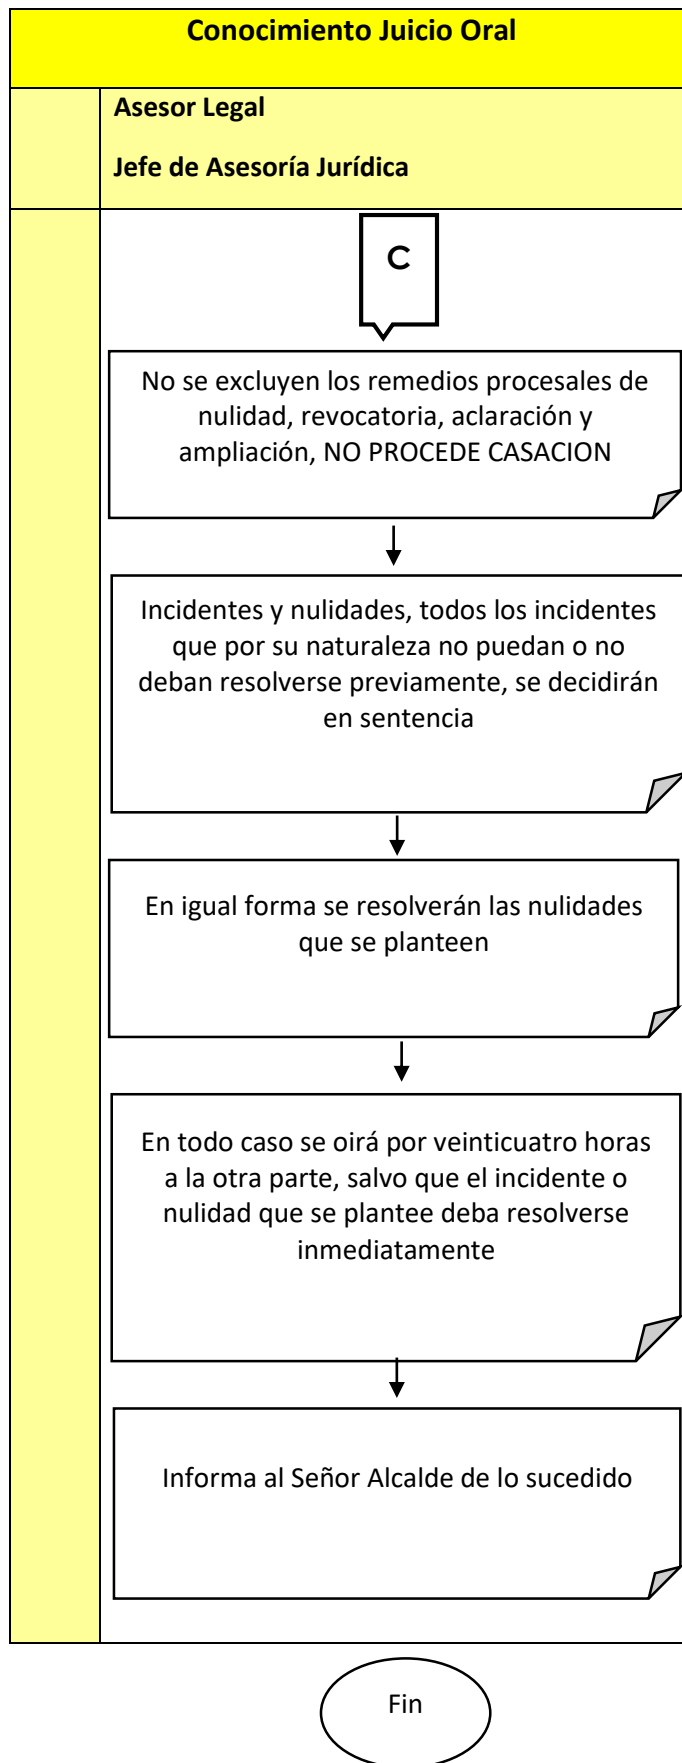 Conocimiento Juicio Oral
Asesor Legal
Jefe de Asesoría Jurídica
C
No se excluyen los remedios procesales de
nulidad, revocatoria, aclaración y
ampliación, NO PROCEDE CASACION
Incidentes y nulidades, todos los incidentes
que por su naturaleza no puedan o no
deban resolverse previamente, se decidirán
en sentencia
En igual forma se resolverán las nulidades
que se planteen
En todo caso se oirá por veinticuatro horas
a la otra parte, salvo que el incidente o
nulidad que se plantee deba resolverse
inmediatamente
Informa al Señor Alcalde de lo sucedido
Fin